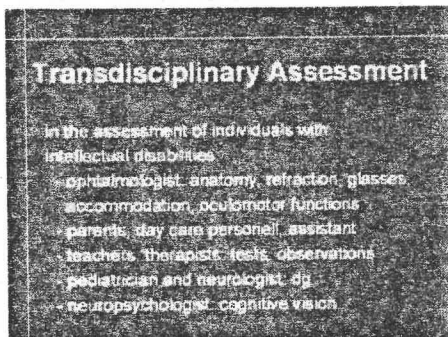 Transdisciplinary Assessment
in the assessment of individuals with
intellectual disabilities
- ophtalmologist, anatomy, refraction, glasses
accommodation, oculomotor functions
- parents, day care personell, assistant
- teachers, therapists, tests, observations
- pediatrician and neurologist, dg
- neuropsychologist, cognitive vision